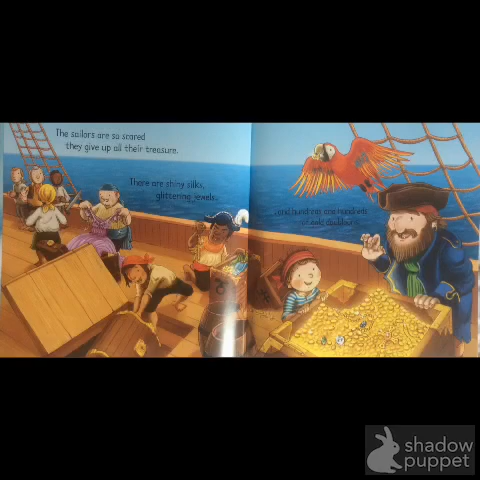 The sailors are so scared
they give up all their treasure.
There are shiny silks,
glittering jewels...
...and hundreds and hundreds
of gold doubloons.
shadow
puppet